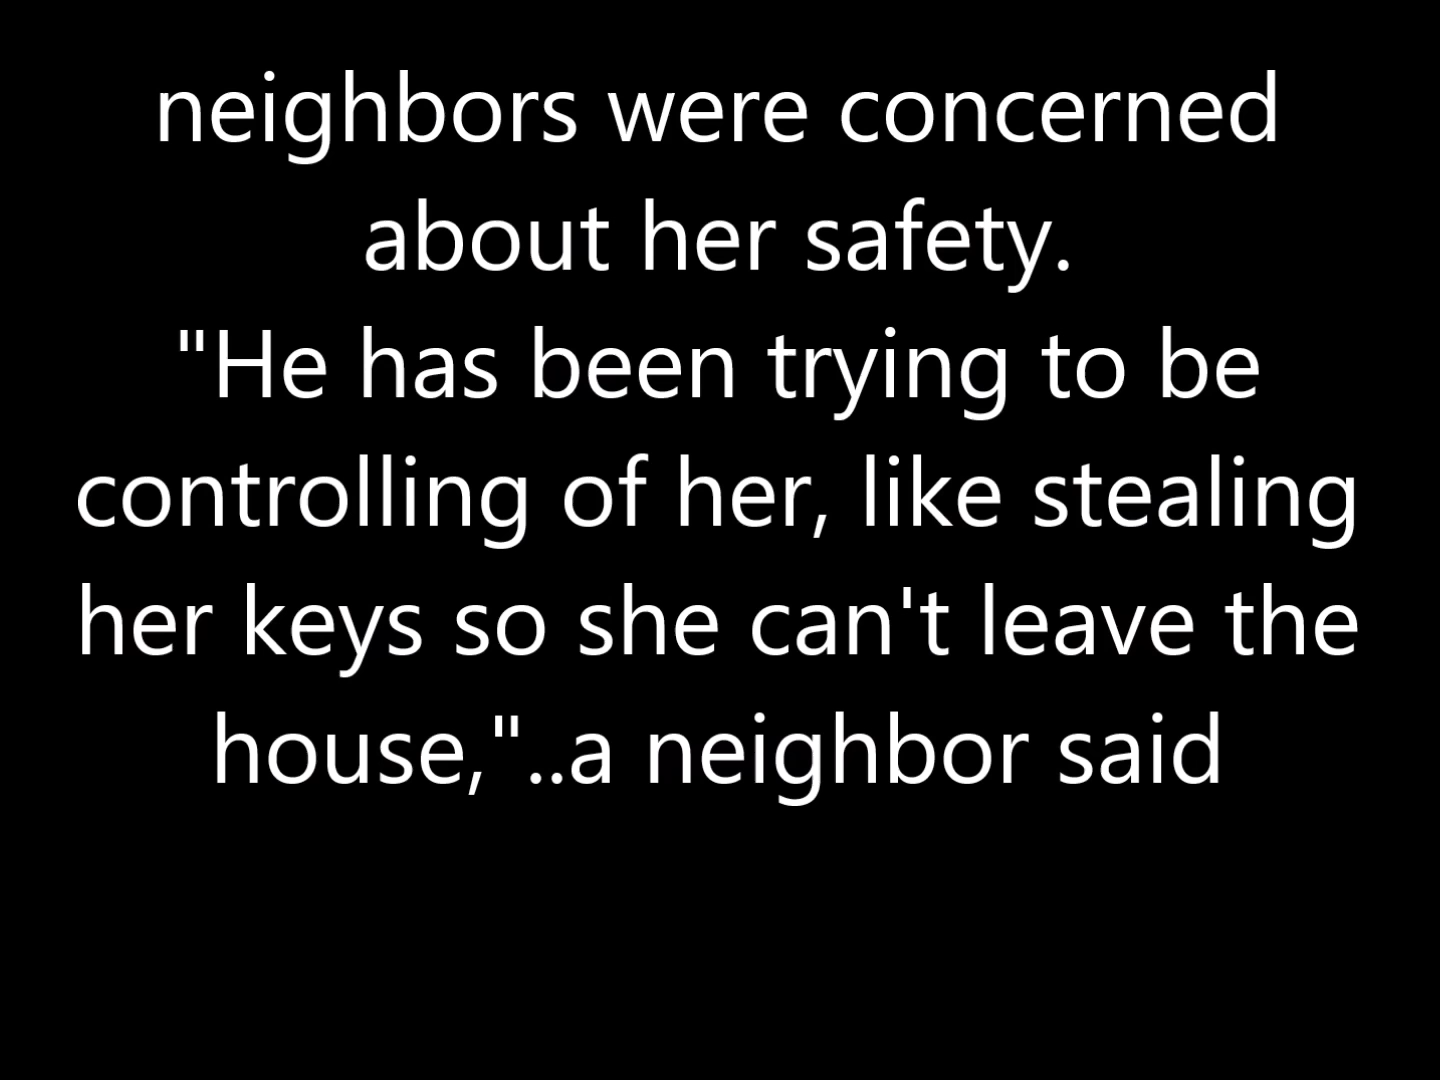 neighbors were concerned
about her safety.
"He has been trying to be
controlling of her, like stealing
her keys so she can't leave the
house,"..a neighbor said